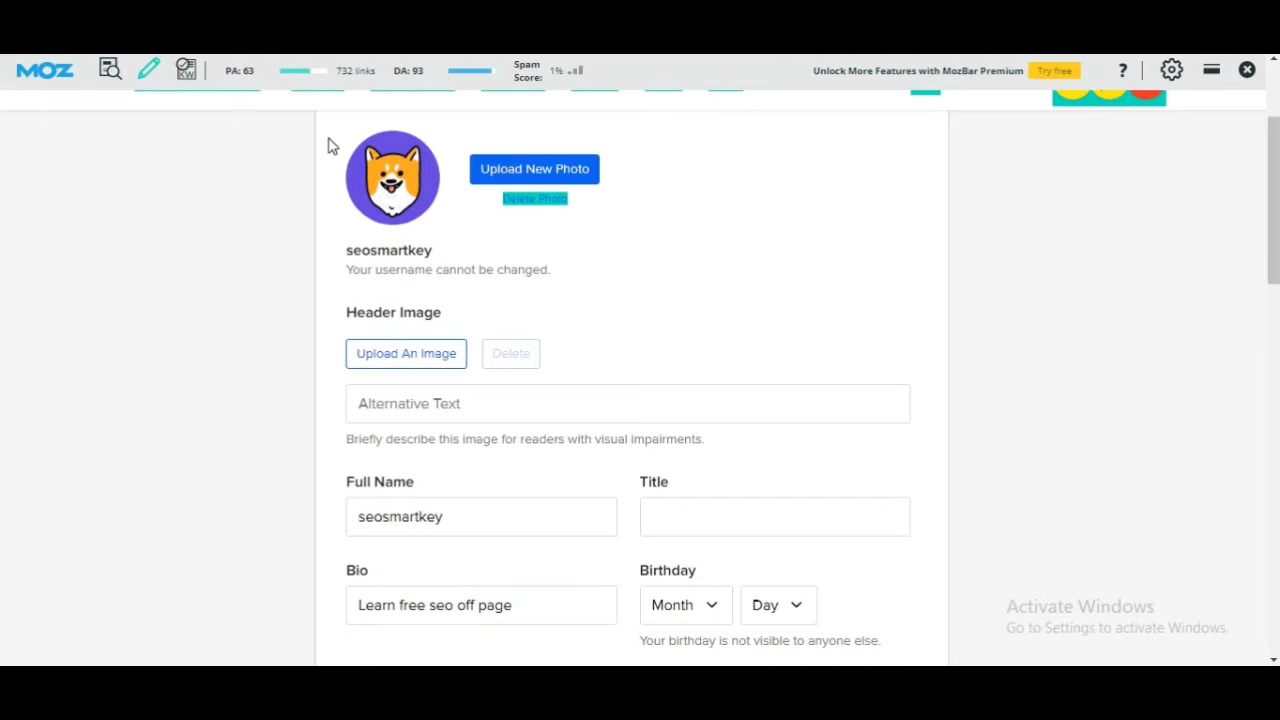 MOZ
KW
PA: 63
732 links
DA: 93
Spam
Score:
1%
Unlock More Features with MozBar Premium
Try free
?
Upload New Photo
Delete Photo
seosmartkey
Your username cannot be changed.
Header Image
Upload An Image
Delete
Alternative Text
Briefly describe this image for readers with visual impairments.
Full Name
Title
seosmartkey
Bio
Birthday
Learn free seo off page
Month
Day
Your birthday is not visible to anyone else.
Activate Windows
Go to Settings to activate Windows.